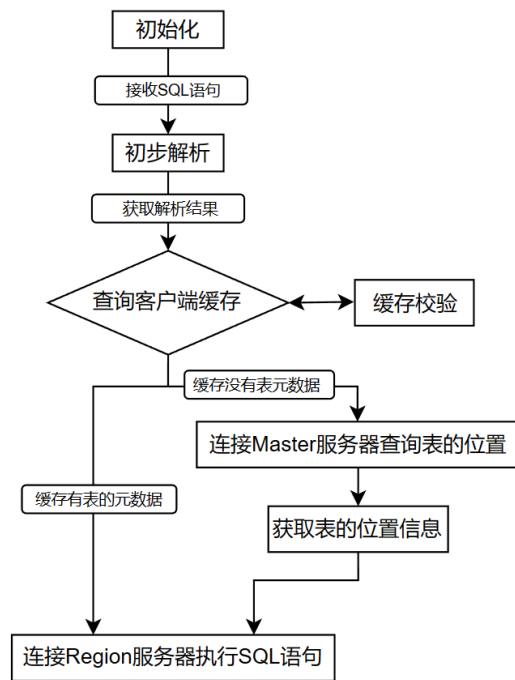 初始化
接收SQL语句
初步解析
获取解析结果
查询客户端缓存
缓存校验
缓存没有表元数据
连接Master服务器查询表的位置
缓存有表的元数据
获取表的位置信息
连接Region服务器执行SQL语句